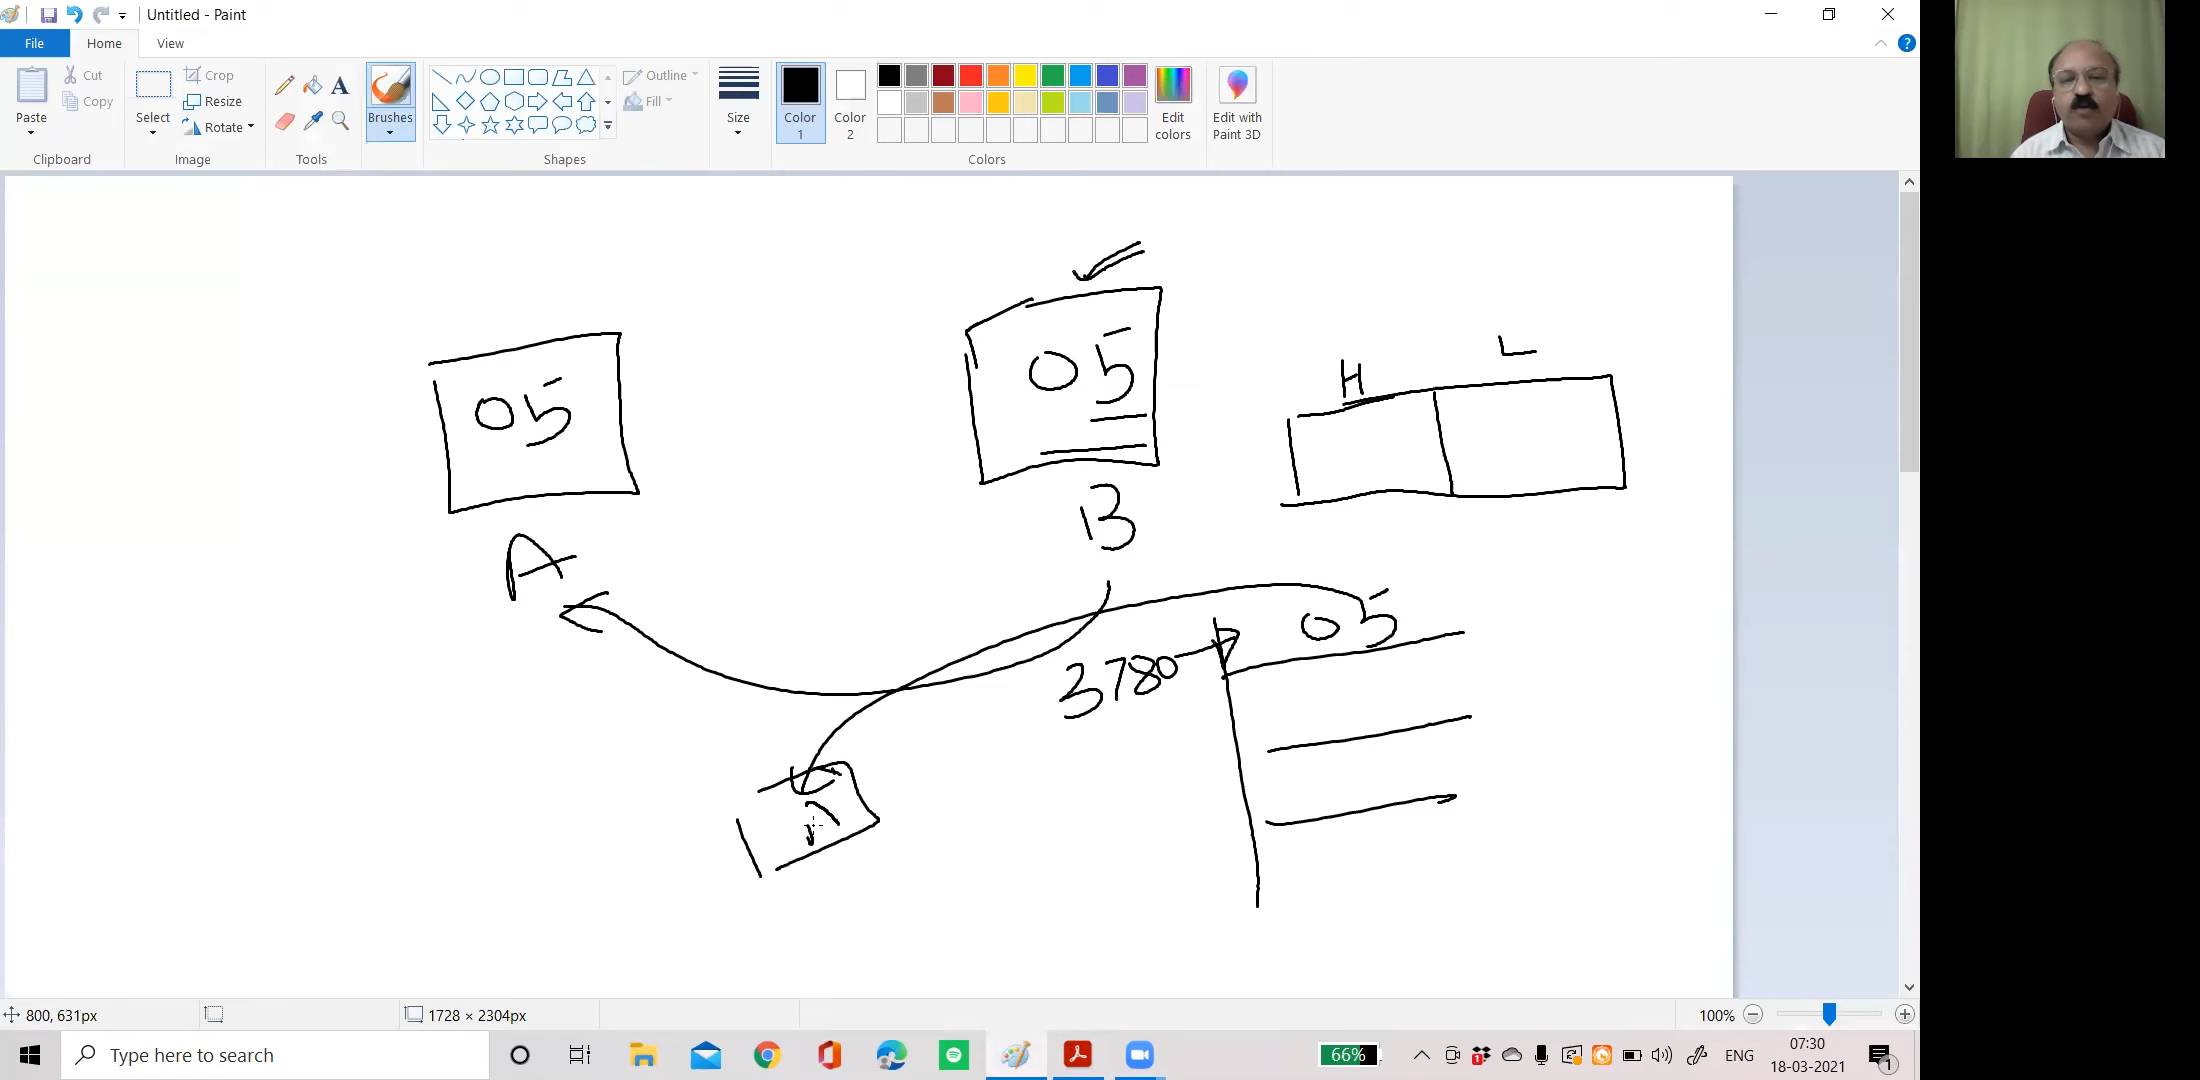 Untitled - Paint
File
Home
View
Paste
Cut
Copy
Clipboard
Select
Crop
Resize
Rotate
Image
A
Tools
Brushes
Shapes
Outline
Fill
Size
Color
1
Color
2
Edit
colors
Edit with
Paint 3D
Colors
05
A
05
B
H
L
05
3780
800, 631px
1728 × 2304px
100%
Type here to search
66%
1
ENG
07:30
18-03-2021
1